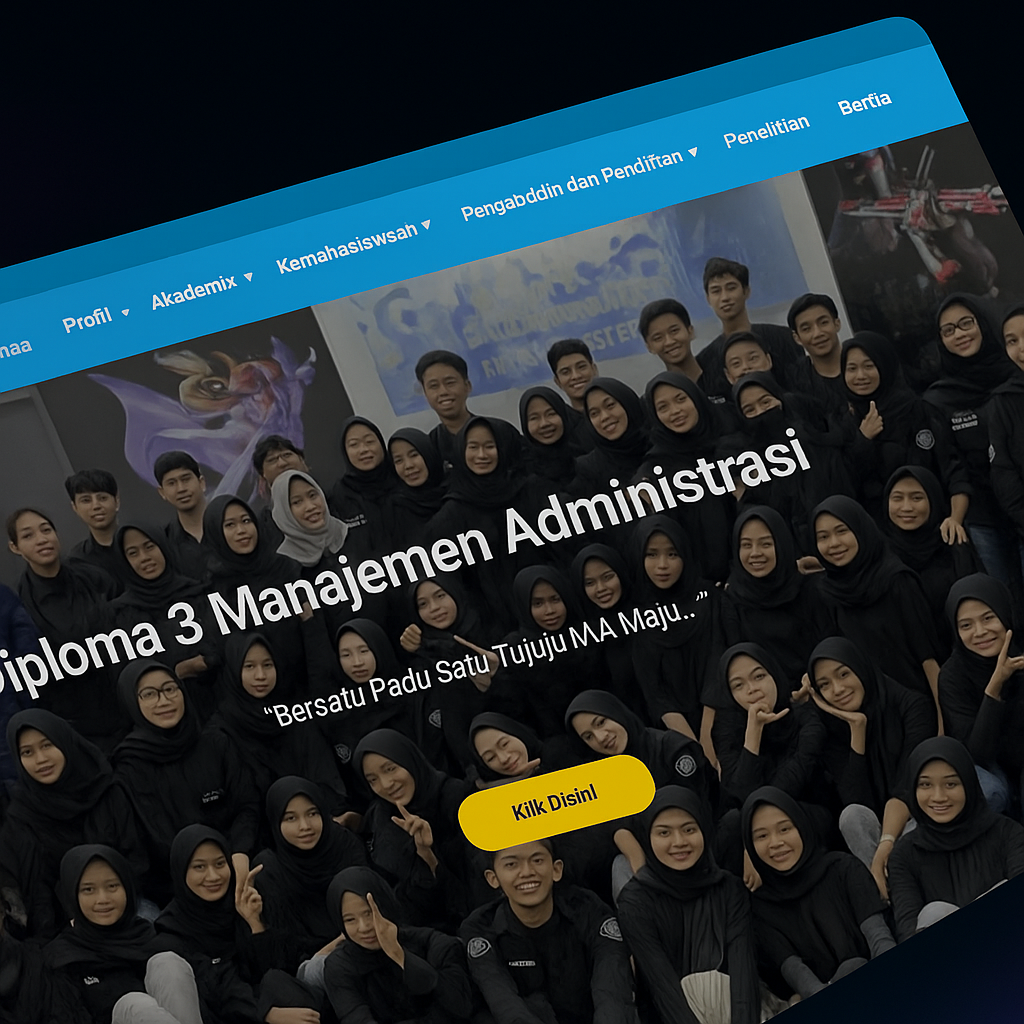 naa Profil Akademix Kemahasiswsah Pengabddin dan Pendiftan Penelitian Berfia
Diploma 3 Manajemen Administrasi
“Bersatu Padu Satu Tujuju MA Maju..”
Kilk Disinl